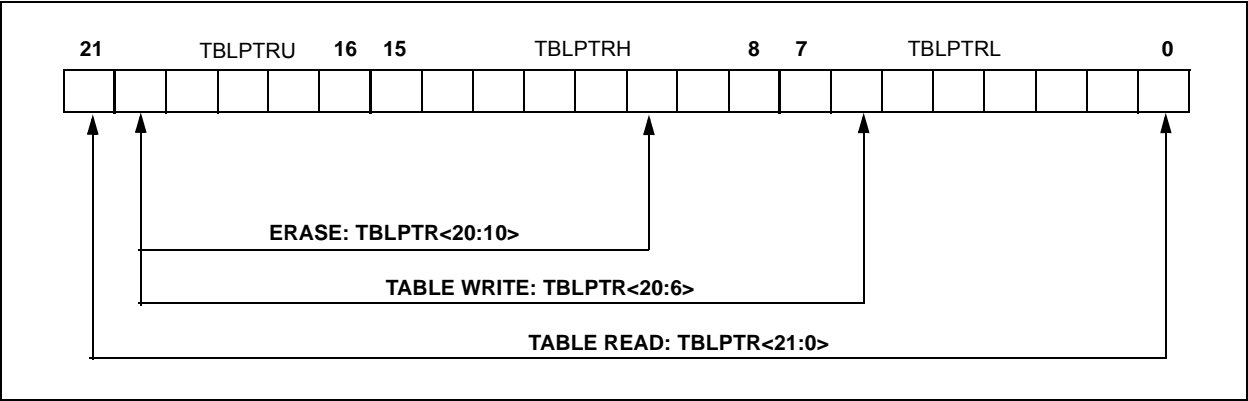 21 TBLPTRU 16 15 TBLPTRH 8 7 TBLPTRL 0
ERASE: TBLPTR<20:10>
TABLE WRITE: TBLPTR<20:6>
TABLE READ: TBLPTR<21:0>